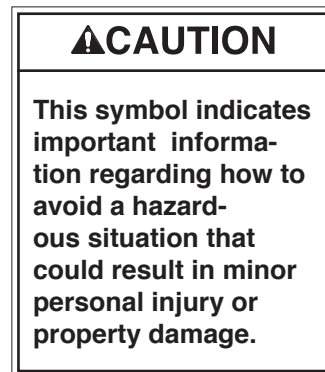 ⚠CAUTION
This symbol indicates
important informa-
tion regarding how to
avoid a hazard-
ous situation that
could result in minor
personal injury or
property damage.